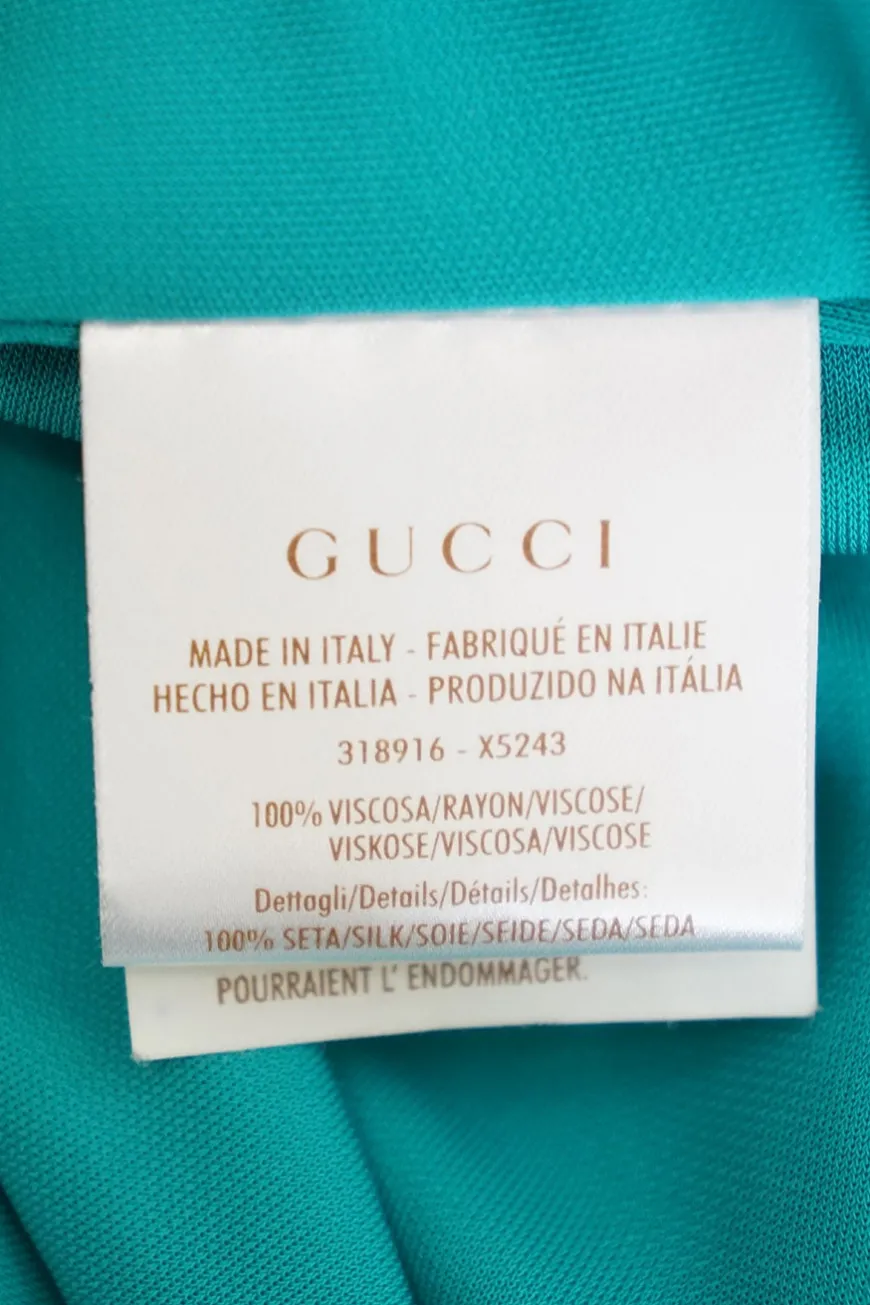 GUCCI
MADE IN ITALY - FABRIQUÉ EN ITALIE
HECHO EN ITALIA - PRODUZIDO NA ITÁLIA
318916 - X5243
100% VISCOSA/RAYON/VISCOSE/
VISKOSE/VISCOSA/VISCOSE
Dettagli/Details/Détails/Detalhes:
100% SETA/SILK/SOIE/SEIDE/SEDA/SEDA
POURRAIENT L' ENDOMMAGER.